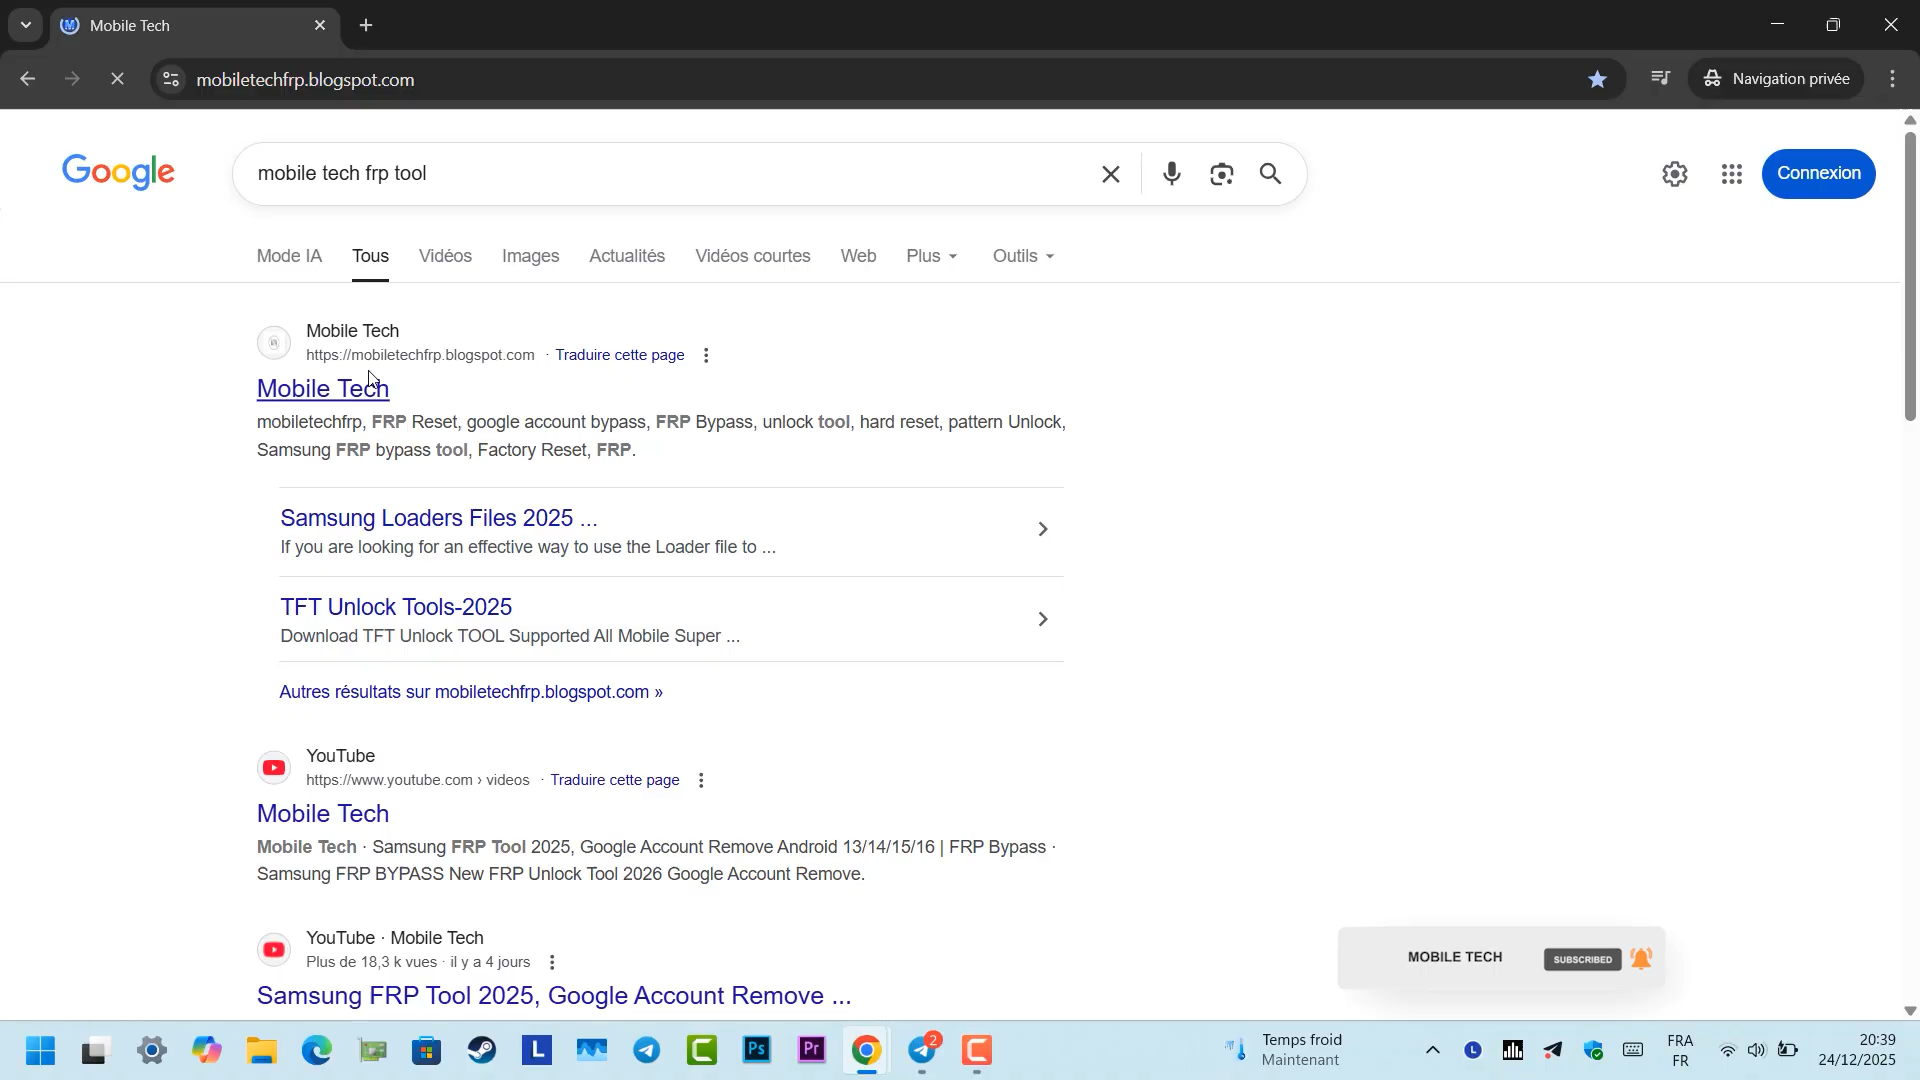 Mobile Tech
mobiletechfrp.blogspot.com
Navigation privée
Google
mobile tech frp tool
Connexion
Mode IA
Tous
Vidéos
Images
Actualités
Vidéos courtes
Web
Plus
Outils
Mobile Tech
https://mobiletechfrp.blogspot.com · Traduire cette page
Mobile Tech
mobiletechfrp, FRP Reset, google account bypass, FRP Bypass, unlock tool, hard reset, pattern Unlock,
Samsung FRP bypass tool, Factory Reset, FRP.
Samsung Loaders Files 2025 ...
If you are looking for an effective way to use the Loader file to ...
TFT Unlock Tools-2025
Download TFT Unlock TOOL Supported All Mobile Super ...
Autres résultats sur mobiletechfrp.blogspot.com »
YouTube
https://www.youtube.com › videos · Traduire cette page
Mobile Tech
Mobile Tech · Samsung FRP Tool 2025, Google Account Remove Android 13/14/15/16 | FRP Bypass ·
Samsung FRP BYPASS New FRP Unlock Tool 2026 Google Account Remove.
YouTube · Mobile Tech
Plus de 18,3 k vues · il y a 4 jours
Samsung FRP Tool 2025, Google Account Remove ...
MOBILE TECH
SUBSCRIBED
L
Ps
Pr
2
Temps froid
Maintenant
L
FRA
FR
20:39
24/12/2025